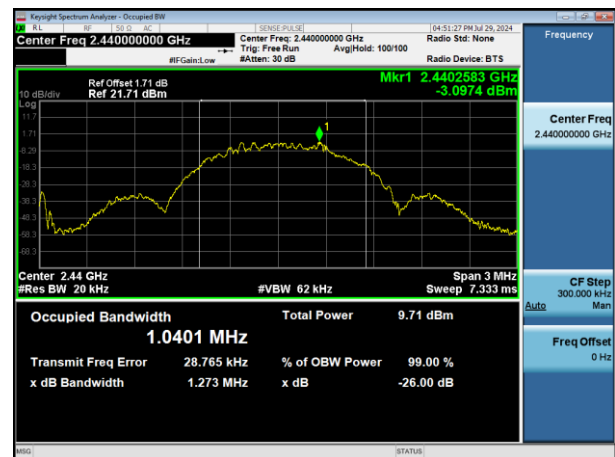 Keysight Spectrum Analyzer - Occupied BW
RL RF 50 Ω AC SENSE:PULSE 04:51:27 PM Jul 29, 2024
Center Freq 2.440000000 GHz
Center Freq: 2.440000000 GHz
Radio Std: None
Trig: Free Run Avg|Hold: 100/100
#IFGain:Low #Atten: 30 dB Radio Device: BTS
Frequency
Mkr1 2.4402583 GHz
-3.0974 dBm
Ref Offset 1.71 dB
10 dB/div Ref 21.71 dBm
Log
11.7
1.71
-8.29
-18.3
-28.3
-38.3
-48.3
-58.3
-68.3
1
Center Freq
2.440000000 GHz
Center 2.44 GHz Span 3 MHz
#Res BW 20 kHz #VBW 62 kHz Sweep 7.333 ms
CF Step
300.000 kHz
Auto Man
Occupied Bandwidth Total Power 9.71 dBm
1.0401 MHz
Transmit Freq Error 28.765 kHz % of OBW Power 99.00 %
x dB Bandwidth 1.273 MHz x dB -26.00 dB
Freq Offset
0 Hz
MSG STATUS